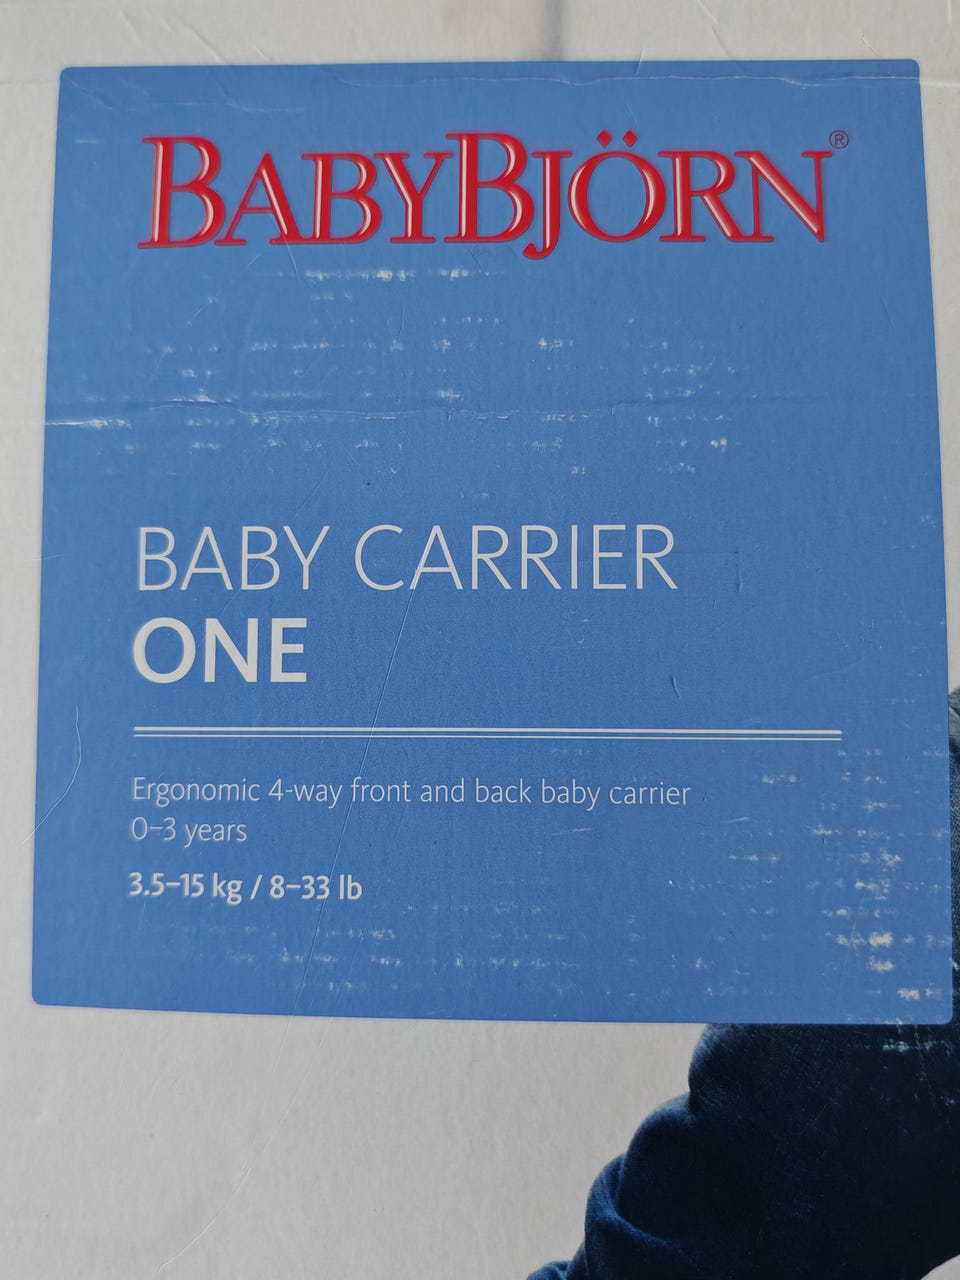 BABYBJÖRN®
BABY CARRIER
ONE
Ergonomic 4-way front and back baby carrier
0–3 years
3.5–15 kg / 8–33 lb